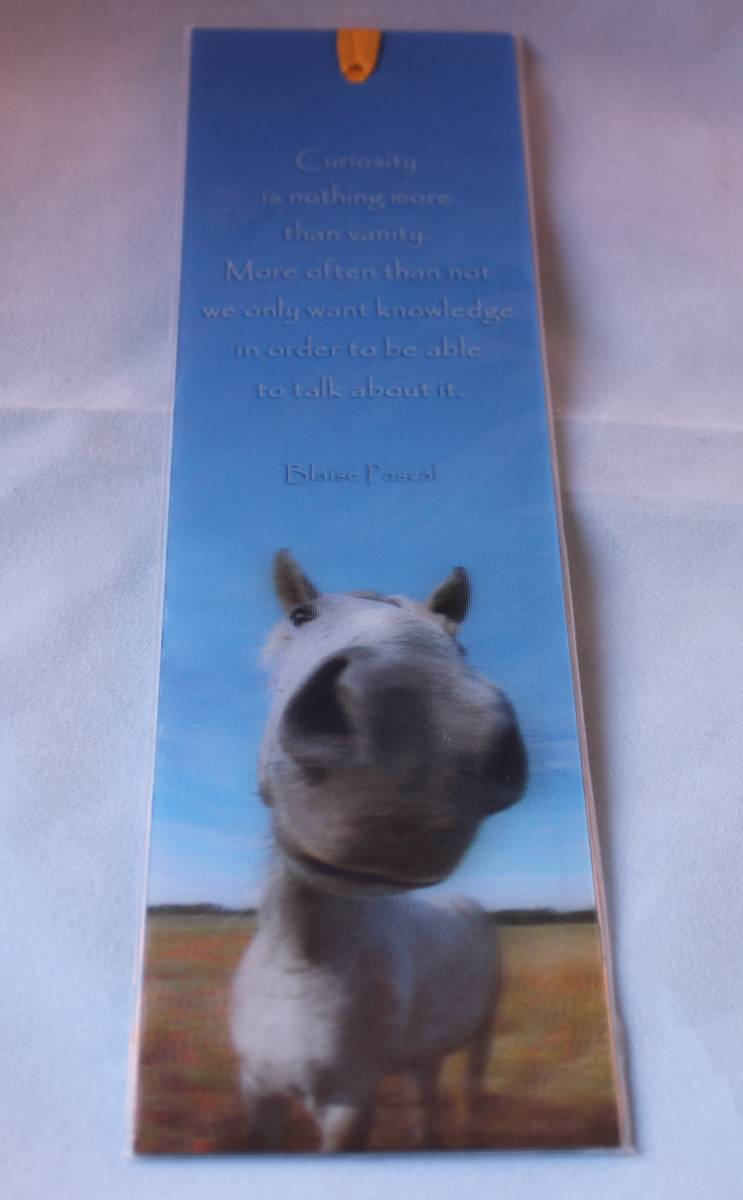 Curiosity
is nothing more
than vanity.
More often than not
we only want knowledge
in order to be able
to talk about it.
Blaise Pascal